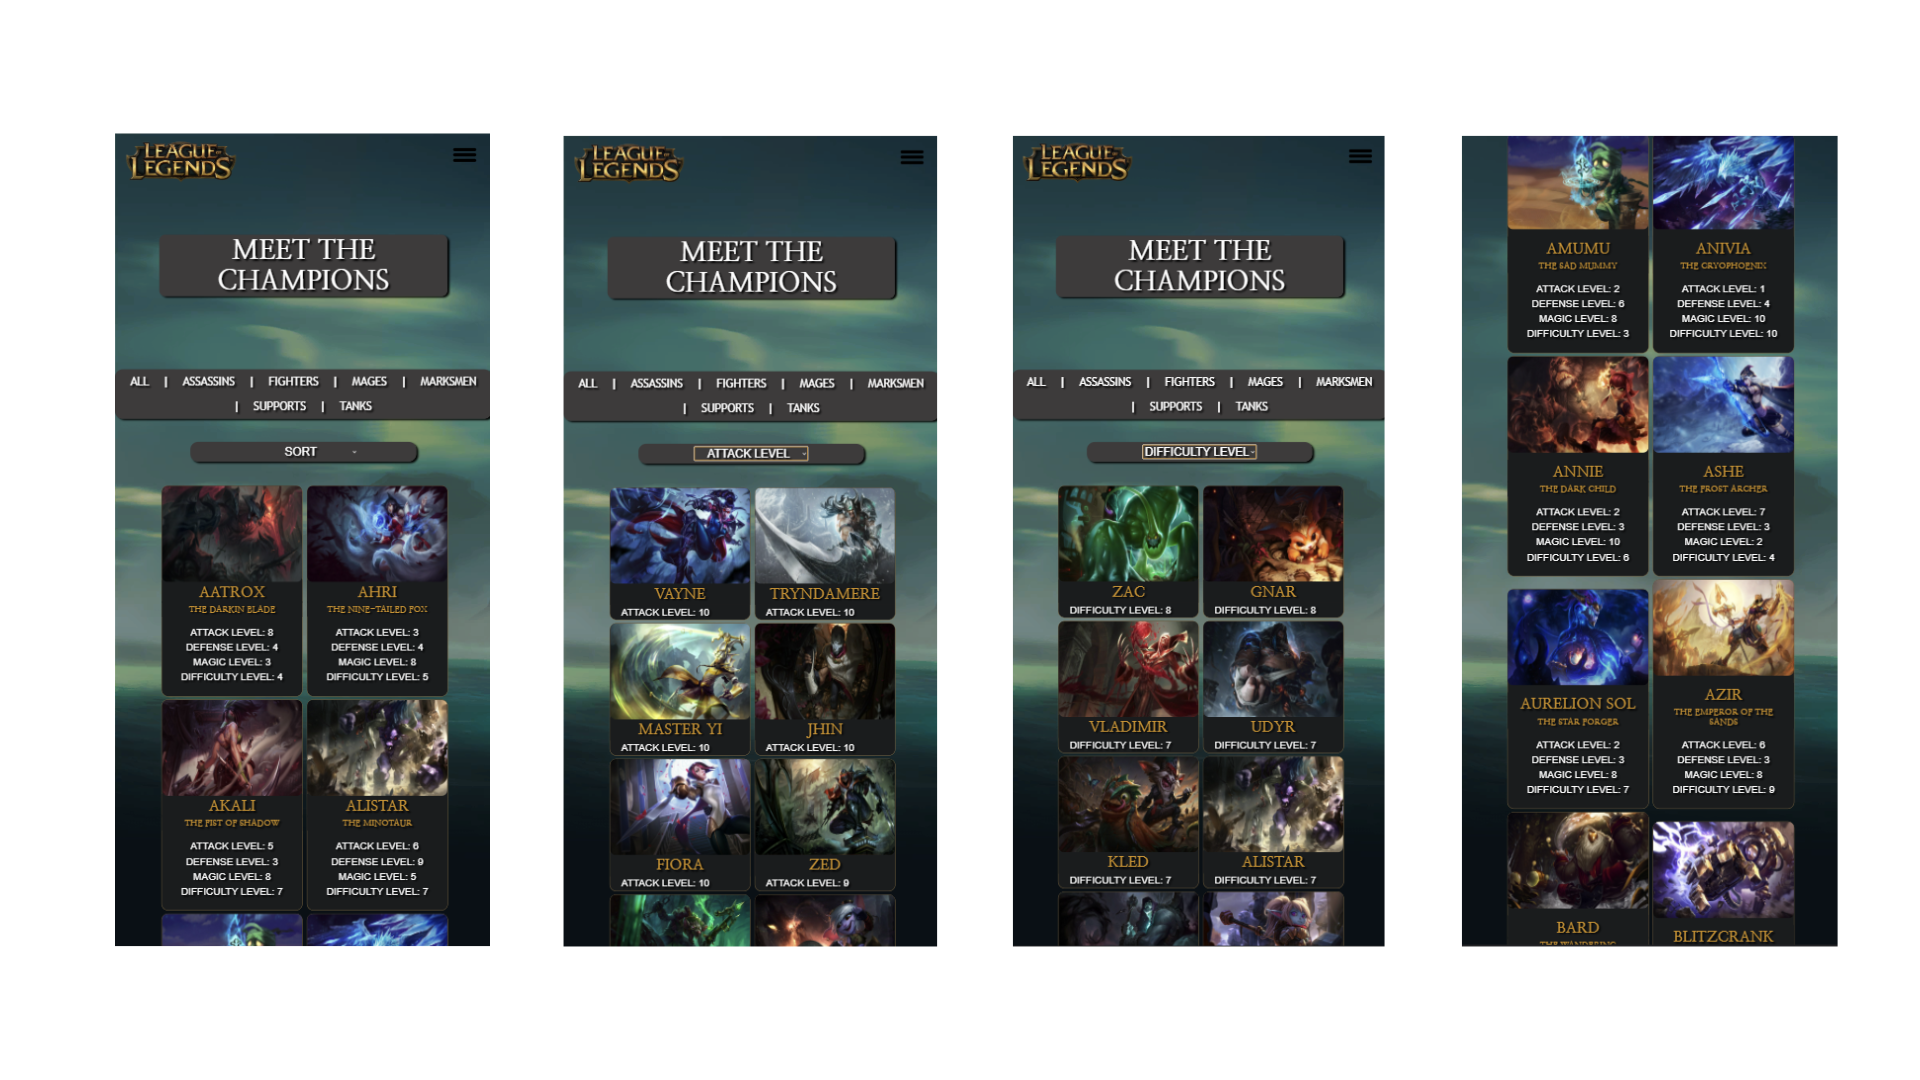 LEAGUE OF
LEGENDS
MEET THE
CHAMPIONS
ALL | ASSASSINS | FIGHTERS | MAGES | MARKSMEN
| SUPPORTS | TANKS
SORT
AATROX
THE DARKIN BLADE
ATTACK LEVEL: 8
DEFENSE LEVEL: 4
MAGIC LEVEL: 3
DIFFICULTY LEVEL: 4
AHRI
THE NINE-TAILED FOX
ATTACK LEVEL: 3
DEFENSE LEVEL: 4
MAGIC LEVEL: 8
DIFFICULTY LEVEL: 5
AKALI
THE FIST OF SHADOW
ATTACK LEVEL: 5
DEFENSE LEVEL: 3
MAGIC LEVEL: 8
DIFFICULTY LEVEL: 7
ALISTAR
THE MINOTAUR
ATTACK LEVEL: 6
DEFENSE LEVEL: 9
MAGIC LEVEL: 5
DIFFICULTY LEVEL: 7
LEAGUE OF
LEGENDS
MEET THE
CHAMPIONS
ALL | ASSASSINS | FIGHTERS | MAGES | MARKSMEN
| SUPPORTS | TANKS
ATTACK LEVEL
VAYNE
ATTACK LEVEL: 10
TRYNDAMERE
ATTACK LEVEL: 10
MASTER YI
ATTACK LEVEL: 10
JHIN
ATTACK LEVEL: 10
FIORA
ATTACK LEVEL: 10
ZED
ATTACK LEVEL: 9
LEAGUE OF
LEGENDS
MEET THE
CHAMPIONS
ALL | ASSASSINS | FIGHTERS | MAGES | MARKSMEN
| SUPPORTS | TANKS
DIFFICULTY LEVEL
ZAC
DIFFICULTY LEVEL: 8
GNAR
DIFFICULTY LEVEL: 8
VLADIMIR
DIFFICULTY LEVEL: 7
UDYR
DIFFICULTY LEVEL: 7
KLED
DIFFICULTY LEVEL: 7
ALISTAR
DIFFICULTY LEVEL: 7
AMUMU
THE SAD MUMMY
ATTACK LEVEL: 2
DEFENSE LEVEL: 6
MAGIC LEVEL: 8
DIFFICULTY LEVEL: 3
ANIVIA
THE CRYOPHOENIX
ATTACK LEVEL: 1
DEFENSE LEVEL: 4
MAGIC LEVEL: 10
DIFFICULTY LEVEL: 10
ANNIE
THE DARK CHILD
ATTACK LEVEL: 2
DEFENSE LEVEL: 3
MAGIC LEVEL: 10
DIFFICULTY LEVEL: 6
ASHE
THE FROST ARCHER
ATTACK LEVEL: 7
DEFENSE LEVEL: 3
MAGIC LEVEL: 2
DIFFICULTY LEVEL: 4
AURELION SOL
THE STAR FORGER
ATTACK LEVEL: 2
DEFENSE LEVEL: 3
MAGIC LEVEL: 8
DIFFICULTY LEVEL: 7
AZIR
THE EMPEROR OF THE
SANDS
ATTACK LEVEL: 6
DEFENSE LEVEL: 3
MAGIC LEVEL: 8
DIFFICULTY LEVEL: 9
BARD
THE WANDERING
BLITZCRANK